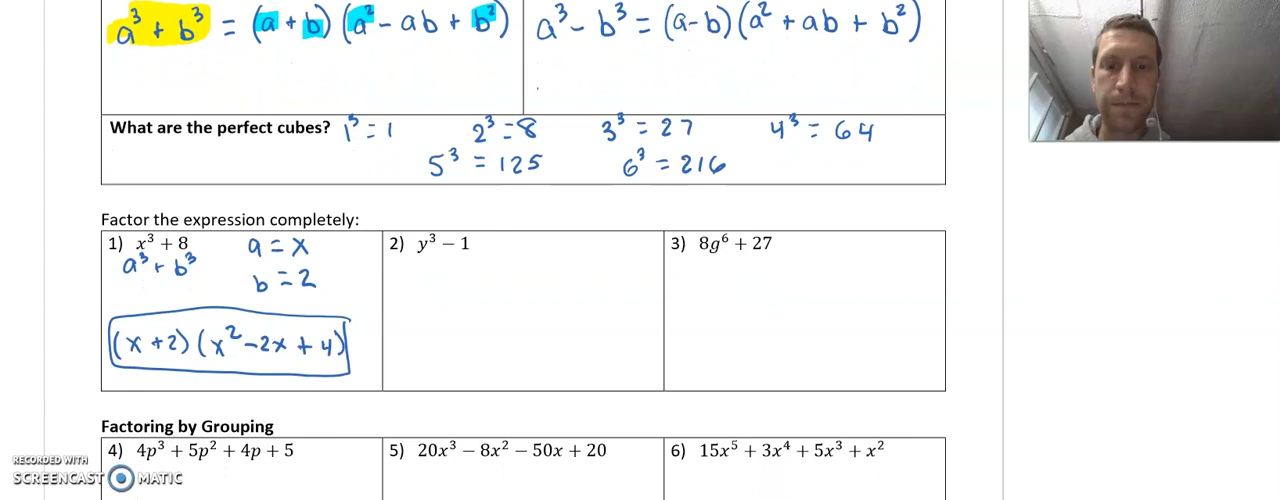 a³ + b³ = (a + b)(a² - ab + b²) a³ - b³ = (a - b)(a² + ab + b²)
What are the perfect cubes? 1³ = 1 2³ = 8 3³ = 27 4³ = 64
5³ = 125 6³ = 216
Factor the expression completely:
1) x³ + 8 a = x
a³ + b³
b = 2
(x + 2)(x² - 2x + 4)
2) y³ − 1
3) 8g⁶ + 27
Factoring by Grouping
4) 4p³ + 5p² + 4p + 5
5) 20x³ − 8x² − 50x + 20
6) 15x⁵ + 3x⁴ + 5x³ + x²
RECORDED WITH
SCREENCAST MATIC